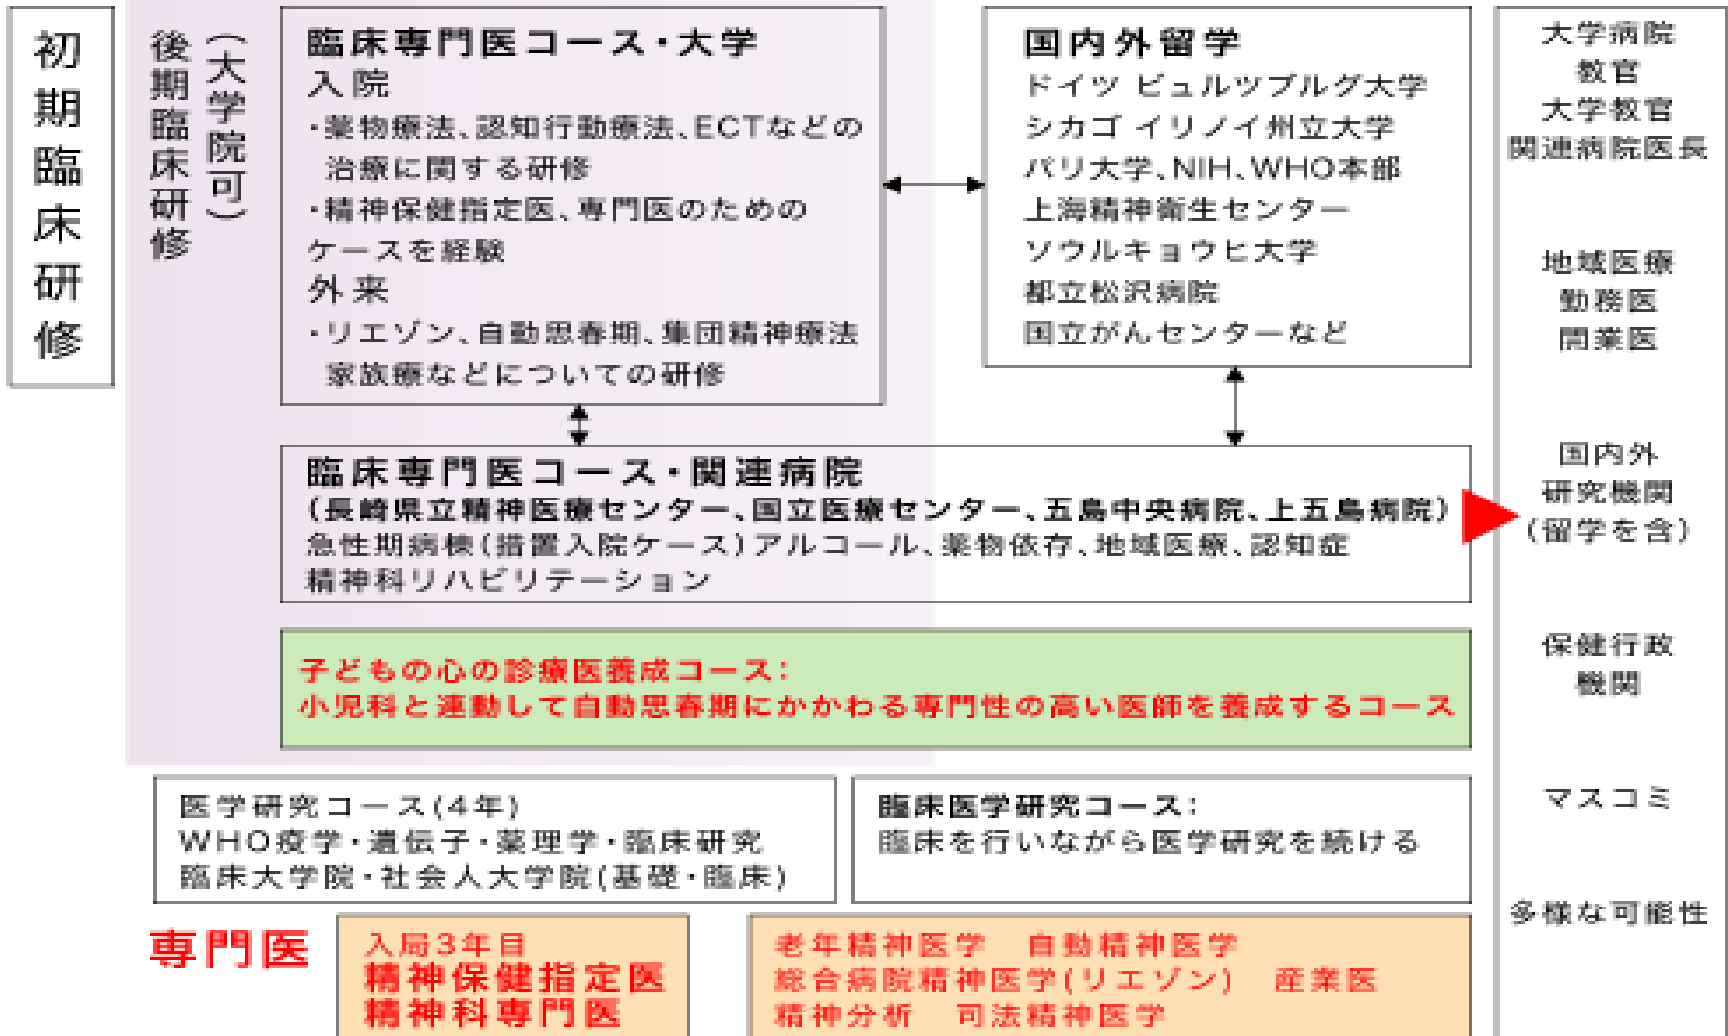 初期臨床研修
後期臨床研修
(大学院可)
臨床専門医コース・大学
入院
・薬物療法、認知行動療法、ECTなどの
治療に関する研修
・精神保健指定医、専門医のための
ケースを経験
外来
・リエゾン、自動思春期、集団精神療法
家族療などについての研修
国内外留学
ドイツ ビュルツブルグ大学
シカゴ イリノイ州立大学
パリ大学、NIH、WHO本部
上海精神衛生センター
ソウルキョウヒ大学
都立松沢病院
国立がんセンターなど
臨床専門医コース・関連病院
(長崎県立精神医療センター、国立医療センター、五島中央病院、上五島病院)
急性期病棟(措置入院ケース)アルコール、薬物依存、地域医療、認知症
精神科リハビリテーション
子どもの心の診療医養成コース:
小児科と連動して自動思春期にかかわる専門性の高い医師を養成するコース
医学研究コース(4年)
WHO疫学・遺伝子・薬理学・臨床研究
臨床大学院・社会人大学院(基礎・臨床)
臨床医学研究コース:
臨床を行いながら医学研究を続ける
専門医
入局3年目
精神保健指定医
精神科専門医
老年精神医学 自動精神医学
総合病院精神医学(リエゾン) 産業医
精神分析 司法精神医学
大学病院
教官
大学教官
関連病院医長
地域医療
勤務医
開業医
国内外
研究機関
(留学を含)
保健行政
機関
マスコミ
多様な可能性